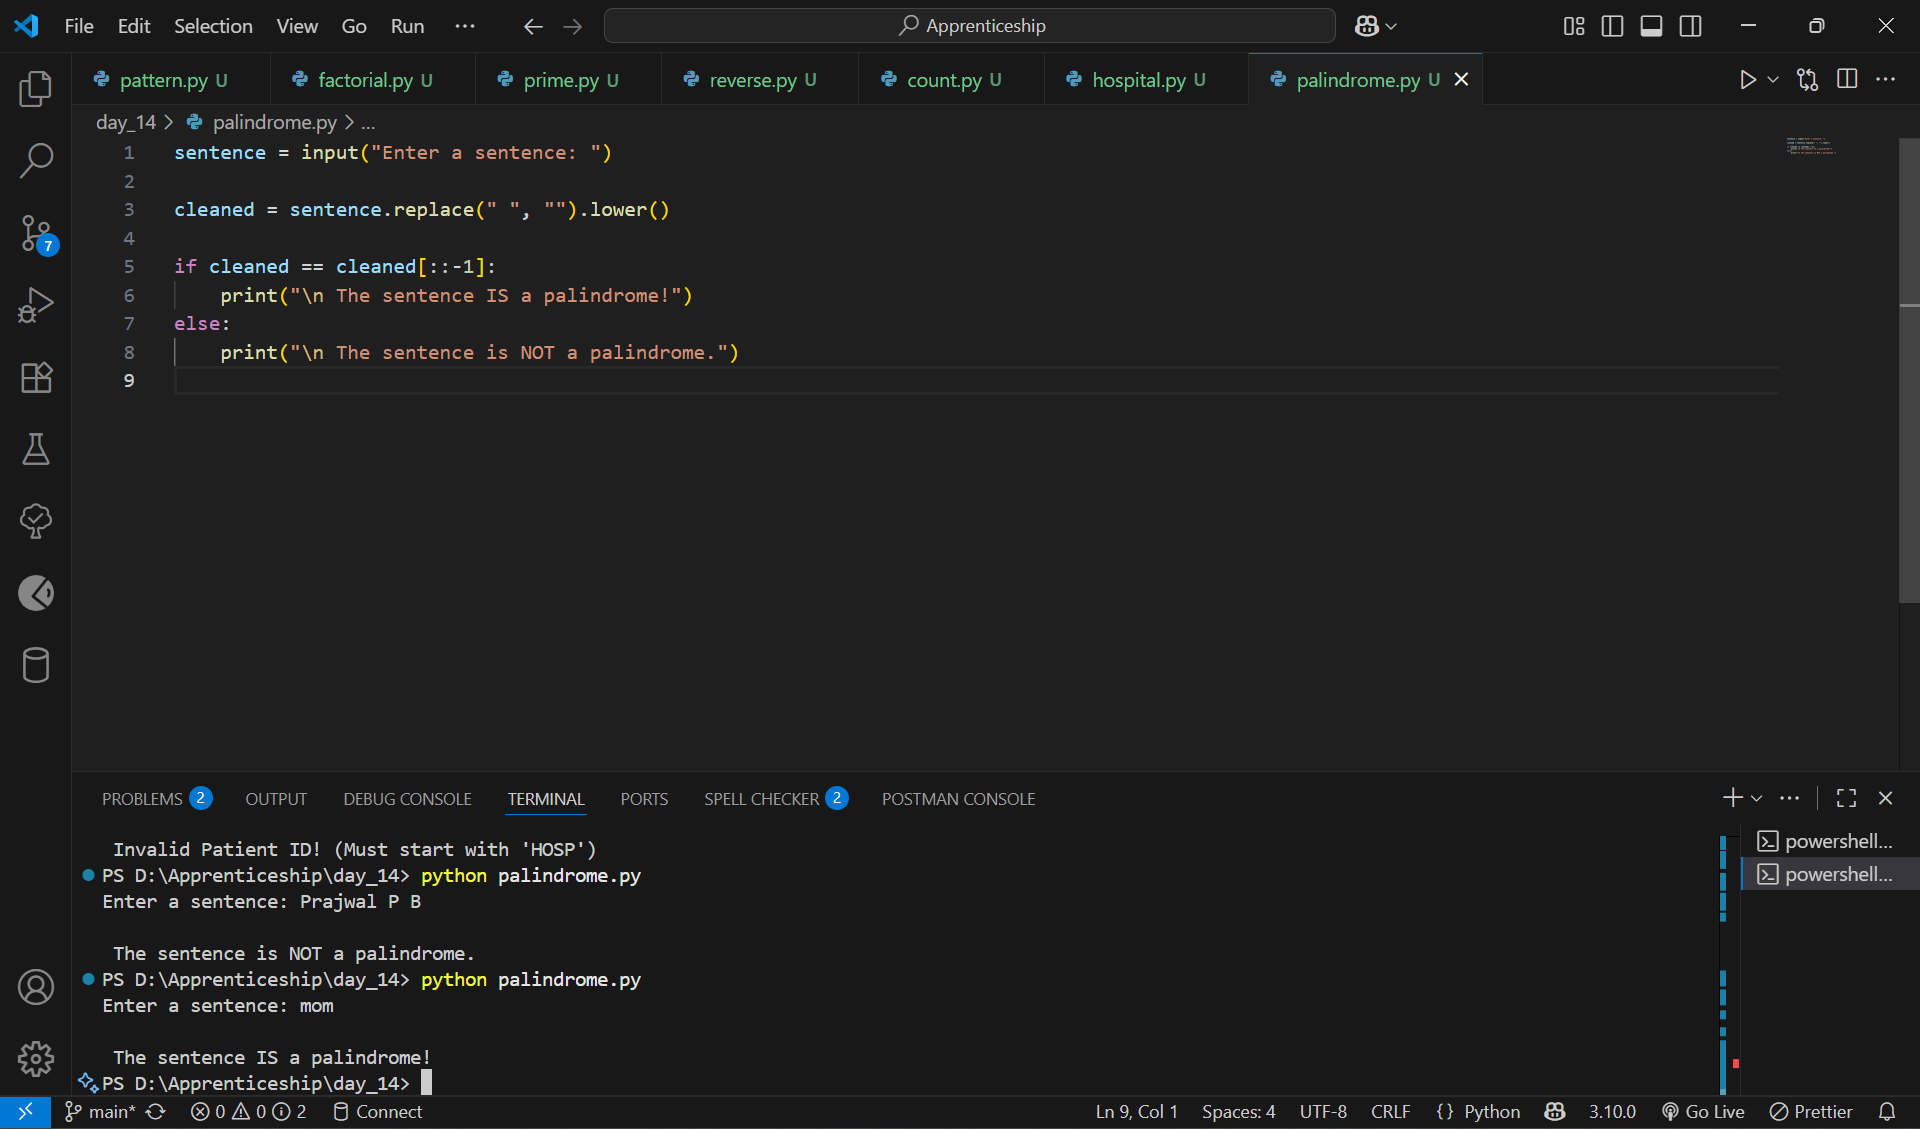 File Edit Selection View Go Run ··· Apprenticeship
pattern.py U factorial.py U prime.py U reverse.py U count.py U hospital.py U palindrome.py U
day_14 > palindrome.py > ...
1 sentence = input("Enter a sentence: ")
2
3 cleaned = sentence.replace(" ", "").lower()
4
5 if cleaned == cleaned[::-1]:
6     print("\n The sentence IS a palindrome!")
7 else:
8     print("\n The sentence is NOT a palindrome.")
9
7
PROBLEMS 2 OUTPUT DEBUG CONSOLE TERMINAL PORTS SPELL CHECKER 2 POSTMAN CONSOLE
Invalid Patient ID! (Must start with 'HOSP')
PS D:\Apprenticeship\day_14> python palindrome.py
Enter a sentence: Prajwal P B
The sentence is NOT a palindrome.
PS D:\Apprenticeship\day_14> python palindrome.py
Enter a sentence: mom
The sentence IS a palindrome!
PS D:\Apprenticeship\day_14>
powershell...
powershell...
main* 0 0 2 Connect Ln 9, Col 1 Spaces: 4 UTF-8 CRLF {} Python 3.10.0 Go Live Prettier